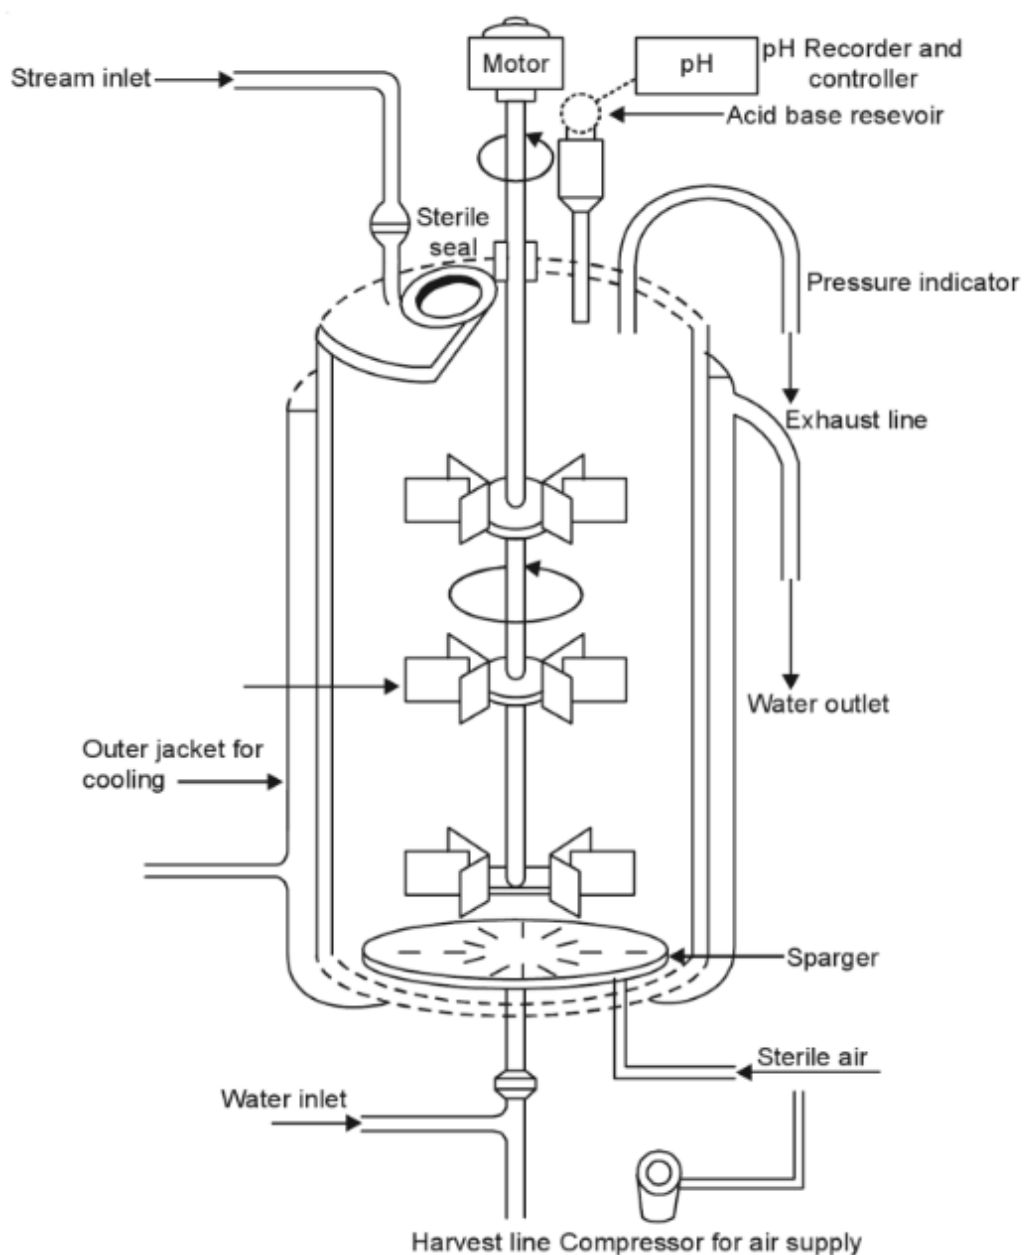 Motor
pH
pH Recorder and
controller
Stream inlet
Acid base resevoir
Sterile
seal
Pressure indicator
Exhaust line
Water outlet
Outer jacket for
cooling
Sparger
Sterile air
Water inlet
Harvest line Compressor for air supply